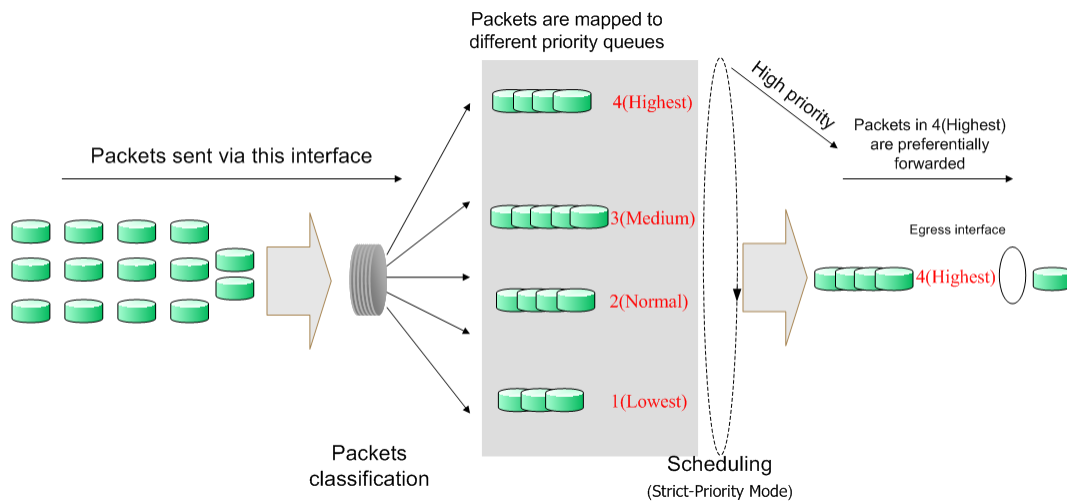 Packets are mapped to
different priority queues
Packets sent via this interface
4(Highest)
3(Medium)
2(Normal)
1(Lowest)
Packets
classification
Scheduling
(Strict-Priority Mode)
High priority
Packets in 4(Highest)
are preferentially
forwarded
Egress interface
4(Highest)